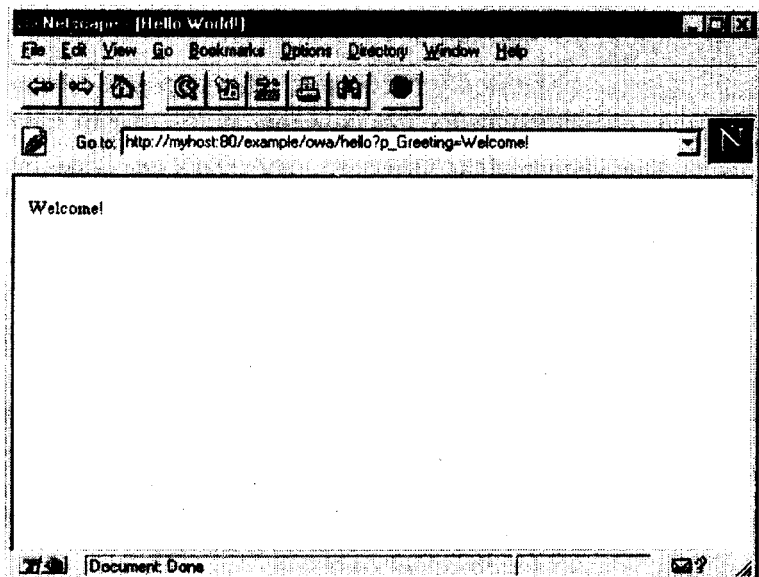 Netscape - [Hello World!]
File Edit View Go Bookmarks Options Directory Window Help
Go to: http://myhost:80/example/owa/hello?p_Greeting=Welcome!
N
Welcome!
Document: Done
?